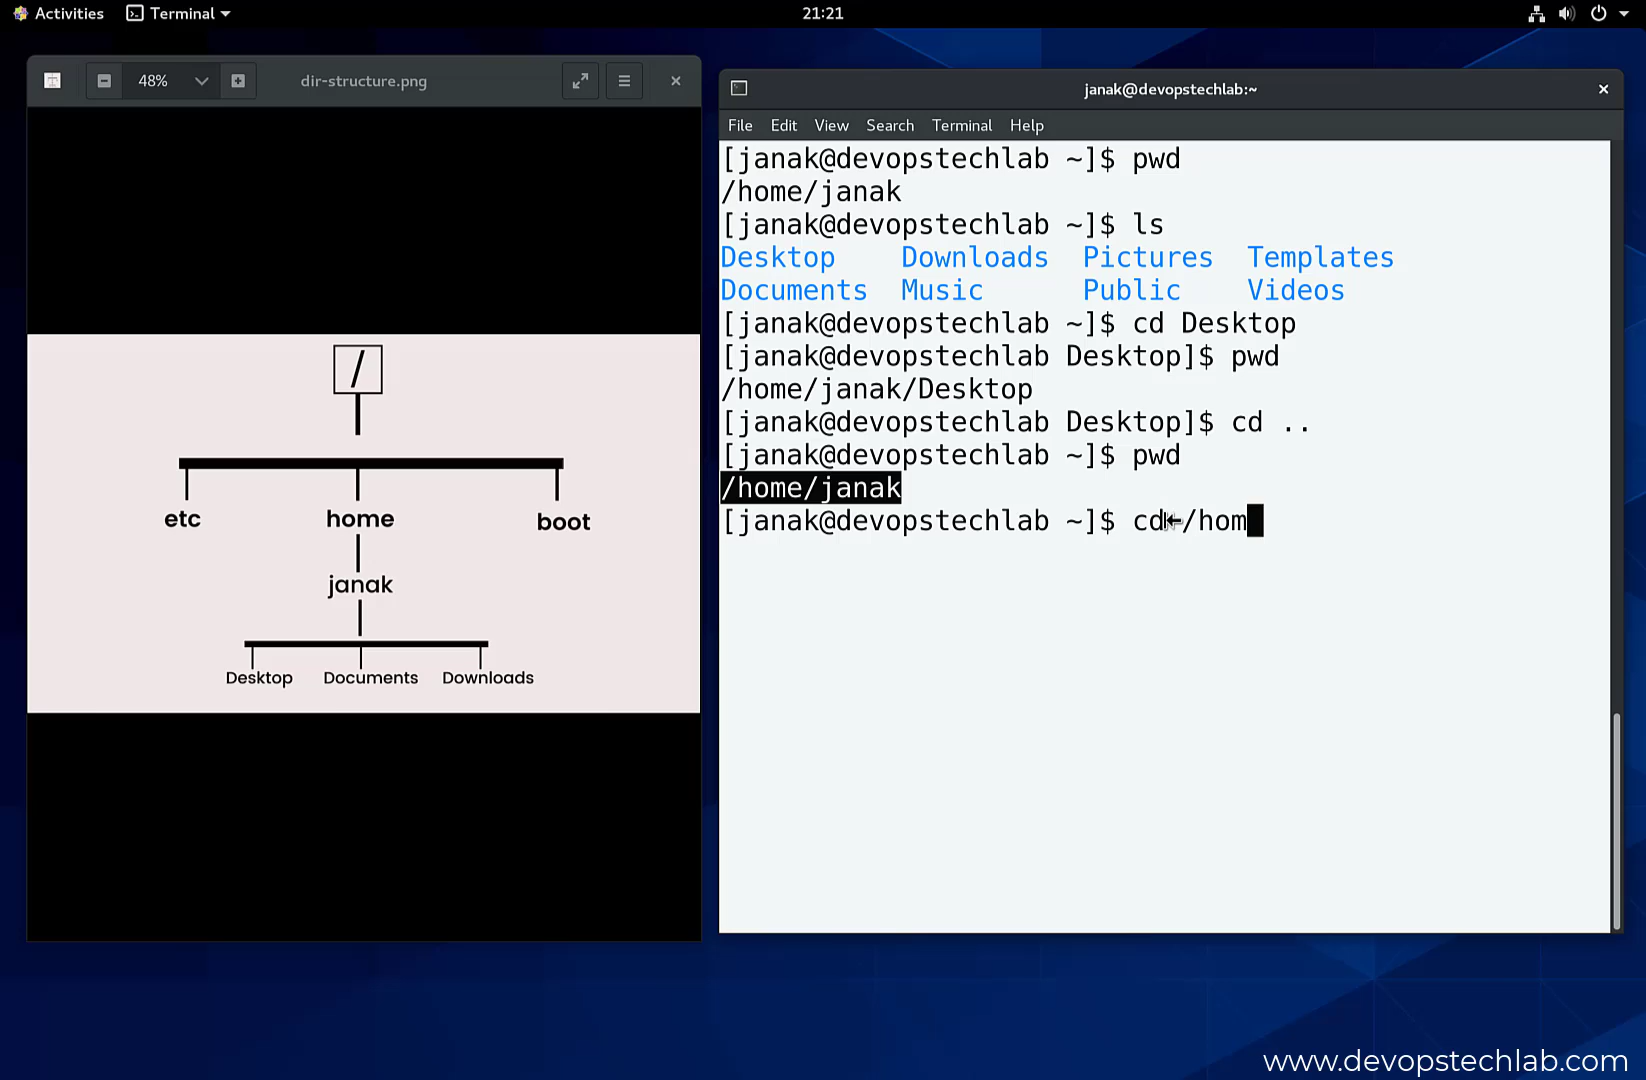 Activities Terminal 21:21
48% dir-structure.png
/
etc home boot
janak
Desktop Documents Downloads
janak@devopstechlab:~
File Edit View Search Terminal Help
[janak@devopstechlab ~]$ pwd
/home/janak
[janak@devopstechlab ~]$ ls
Desktop Downloads Pictures Templates
Documents Music Public Videos
[janak@devopstechlab ~]$ cd Desktop
[janak@devopstechlab Desktop]$ pwd
/home/janak/Desktop
[janak@devopstechlab Desktop]$ cd ..
[janak@devopstechlab ~]$ pwd
/home/janak
[janak@devopstechlab ~]$ cd /hom
www.devopstechlab.com